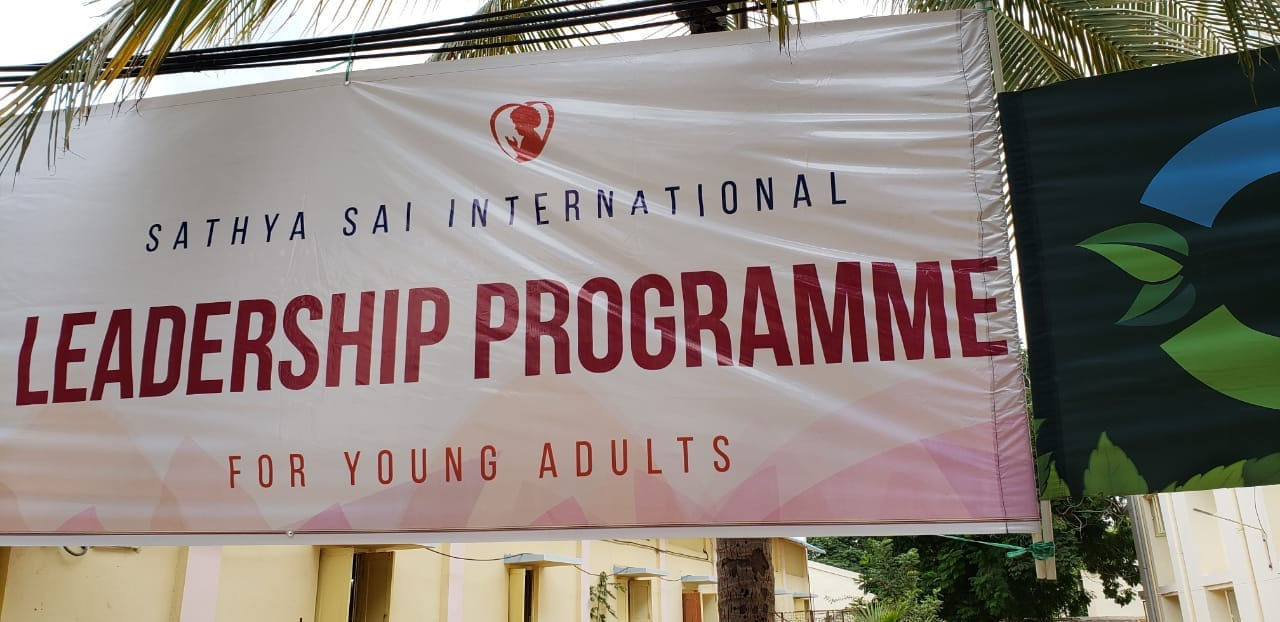 SATHYA SAI INTERNATIONAL
LEADERSHIP PROGRAMME
FOR YOUNG ADULTS